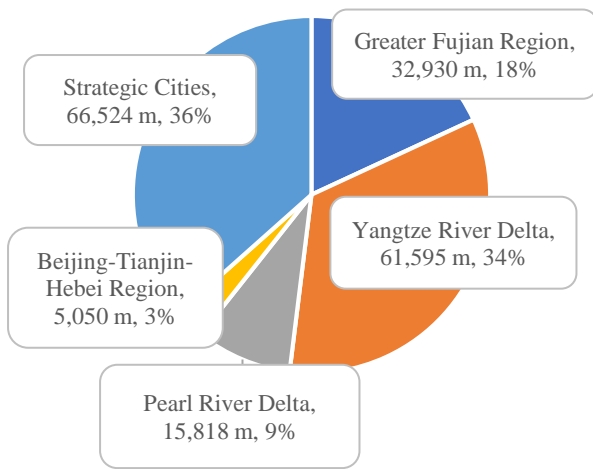 Greater Fujian Region,
32,930 m, 18%
Strategic Cities,
66,524 m, 36%
Yangtze River Delta,
61,595 m, 34%
Beijing-Tianjin-
Hebei Region,
5,050 m, 3%
Pearl River Delta,
15,818 m, 9%